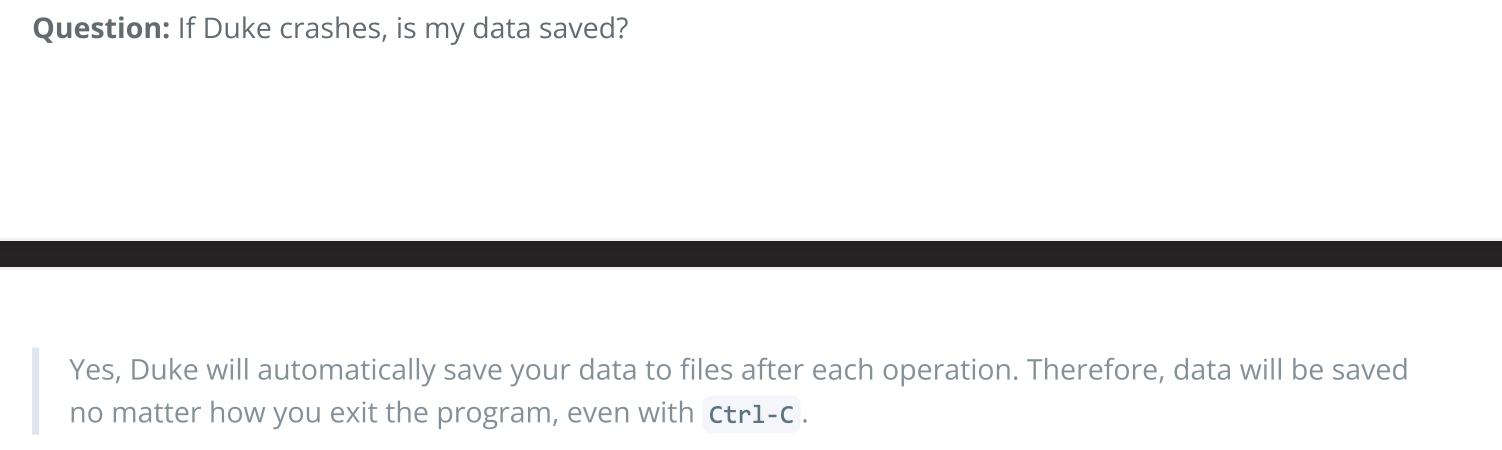 Question: If Duke crashes, is my data saved?
Yes, Duke will automatically save your data to files after each operation. Therefore, data will be saved
no matter how you exit the program, even with Ctrl-C.